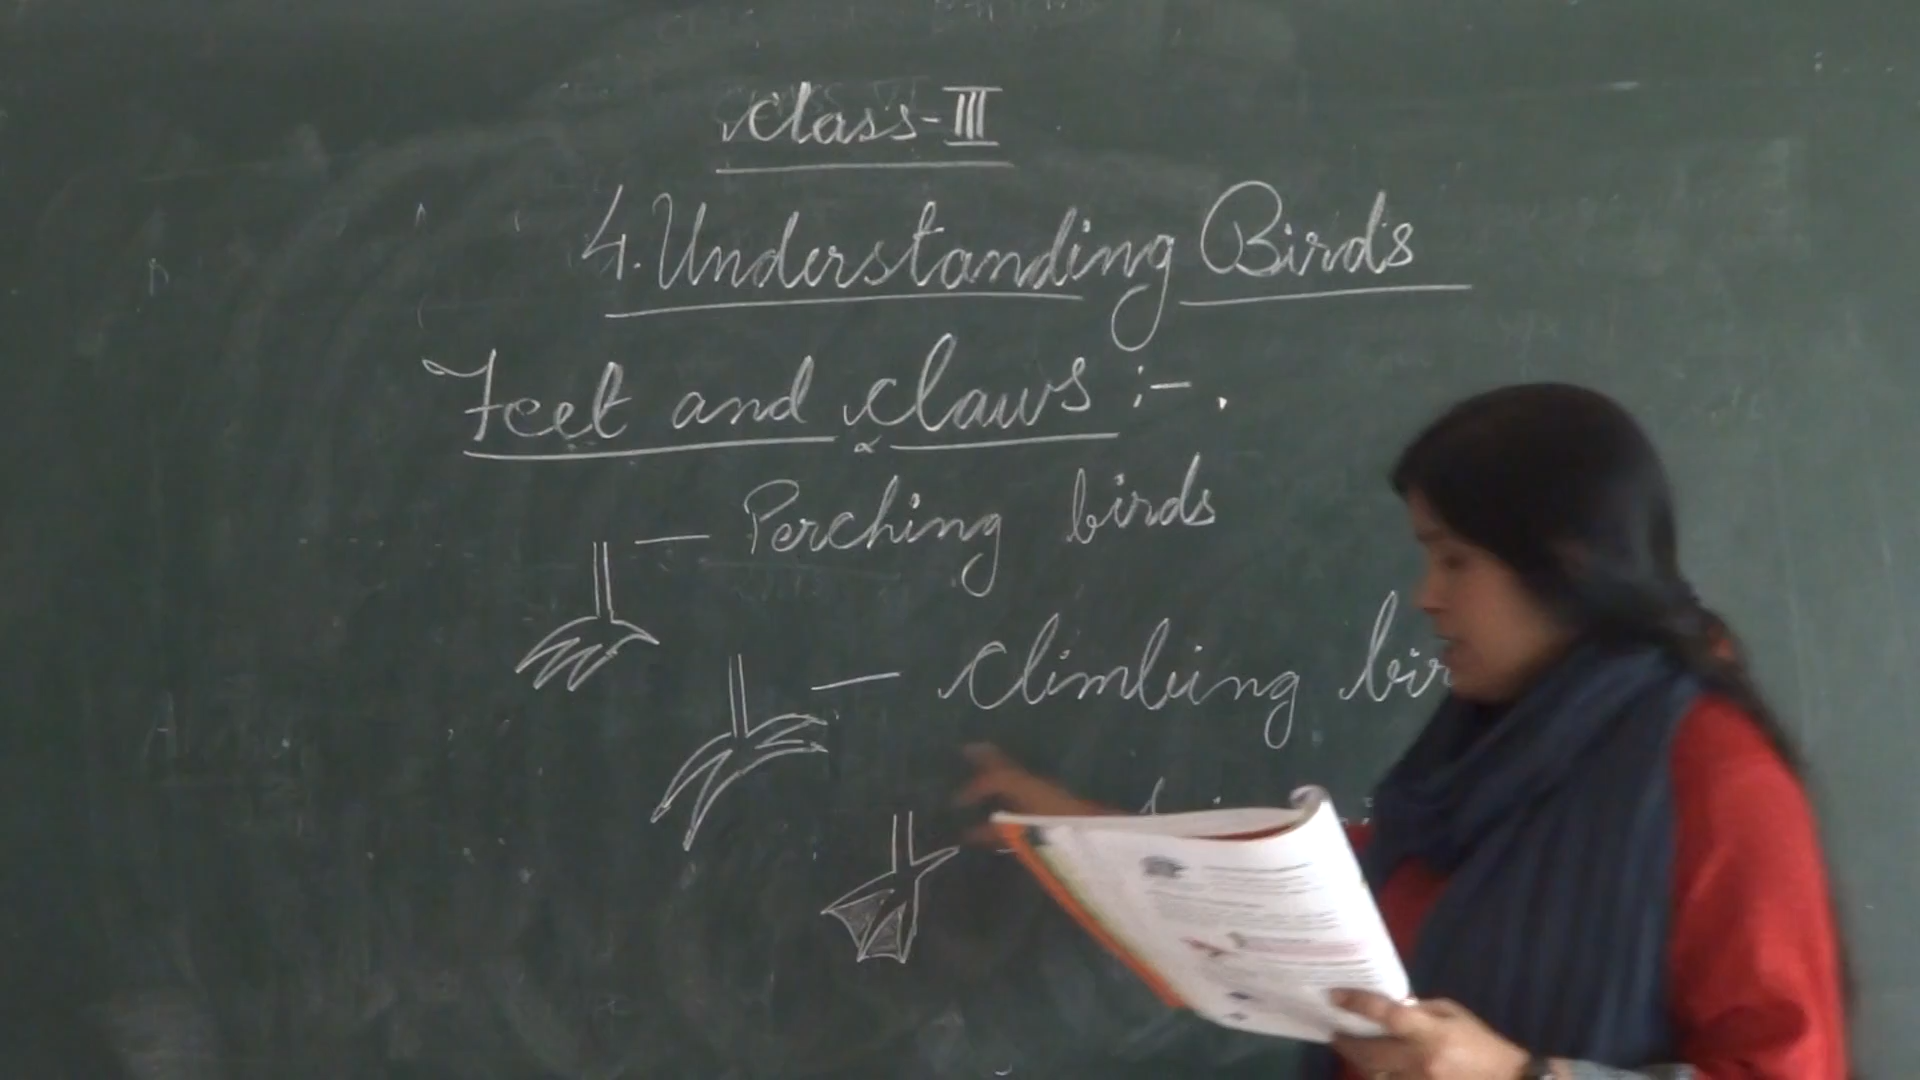 Class-III
4. Understanding Birds
Feet and claws :-
— Perching birds
— Climbing bir